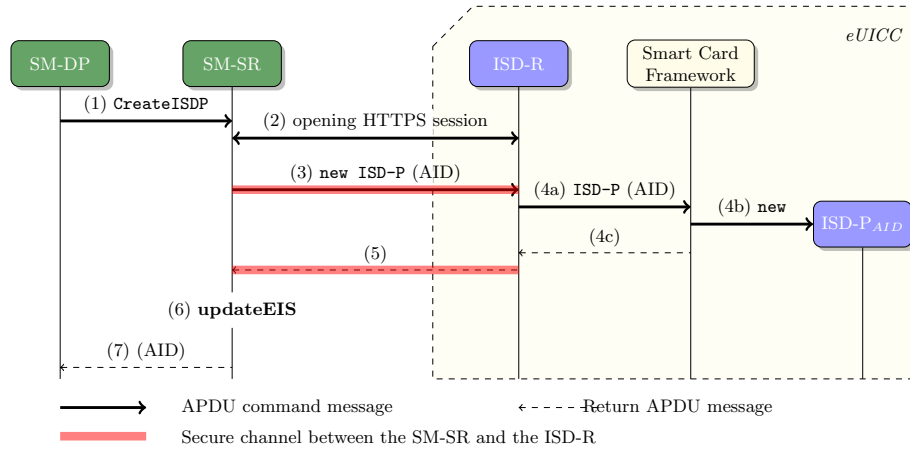 eUICC
SM-DP
SM-SR
ISD-R
Smart Card
Framework
(1) CreateISDP
(2) opening HTTPS session
(3) new ISD-P (AID)
(4a) ISD-P (AID)
(4b) new
ISD-P_AID
(4c)
(5)
(6) updateEIS
(7) (AID)
APDU command message
Return APDU message
Secure channel between the SM-SR and the ISD-R